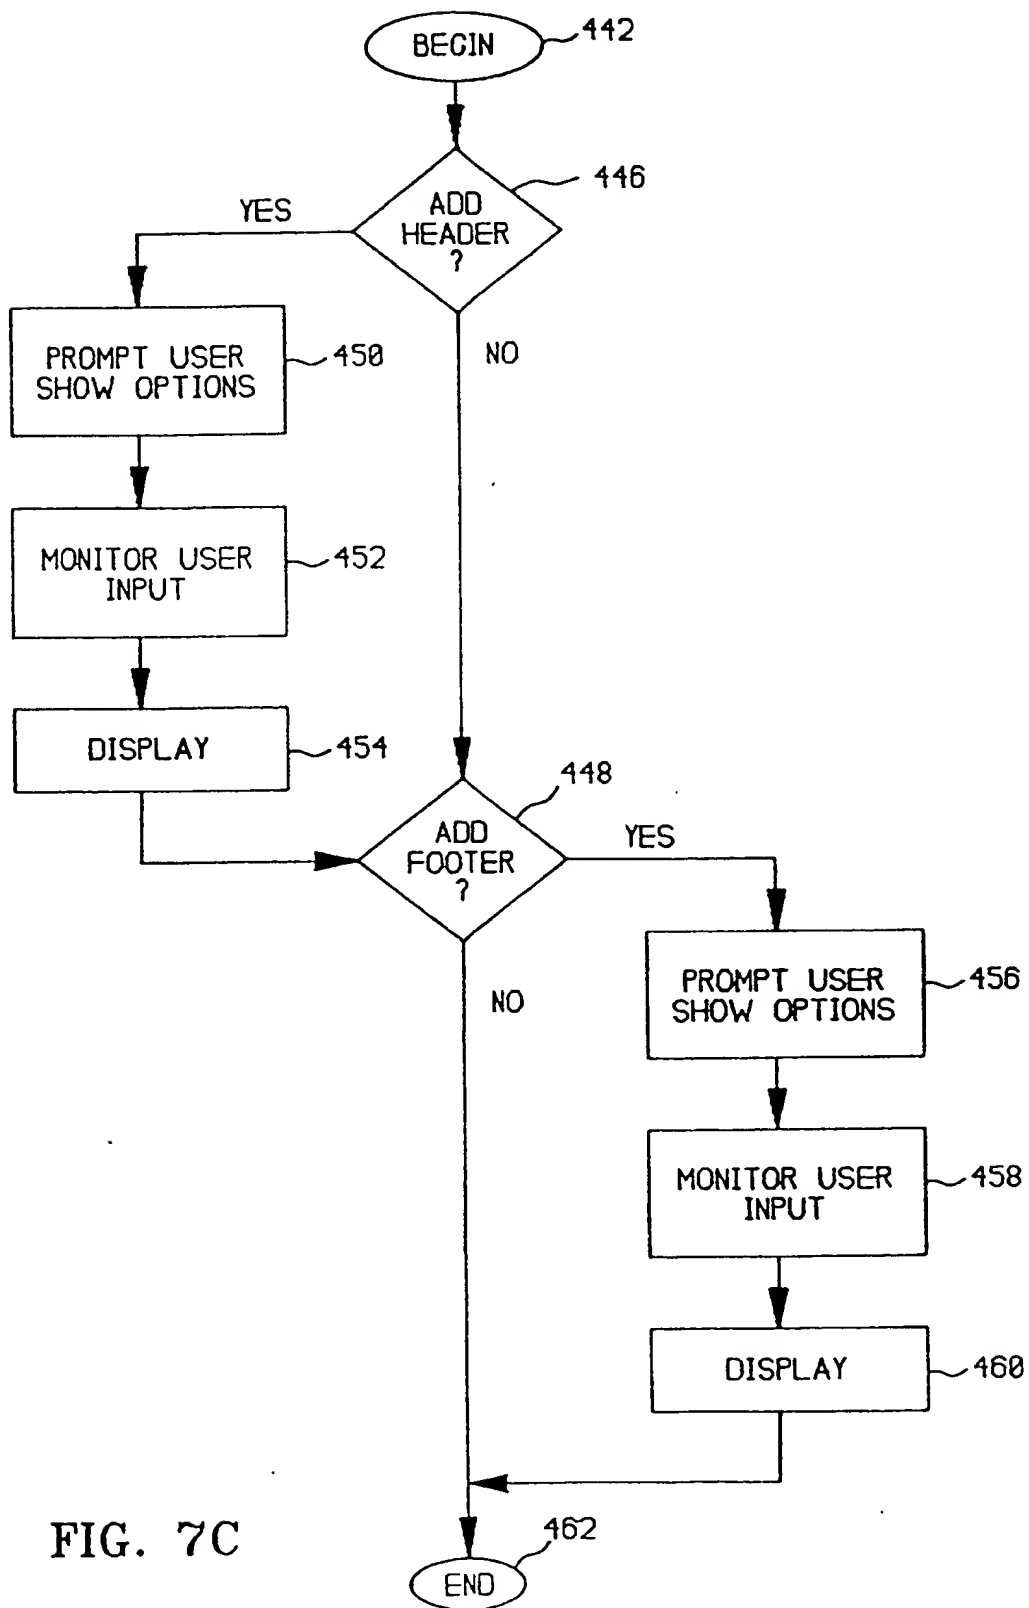 BEGIN
442
ADD
HEADER
?
446
YES
NO
PROMPT USER
SHOW OPTIONS
450
MONITOR USER
INPUT
452
DISPLAY
454
ADD
FOOTER
?
448
YES
NO
PROMPT USER
SHOW OPTIONS
456
MONITOR USER
INPUT
458
DISPLAY
460
FIG. 7C
END
462